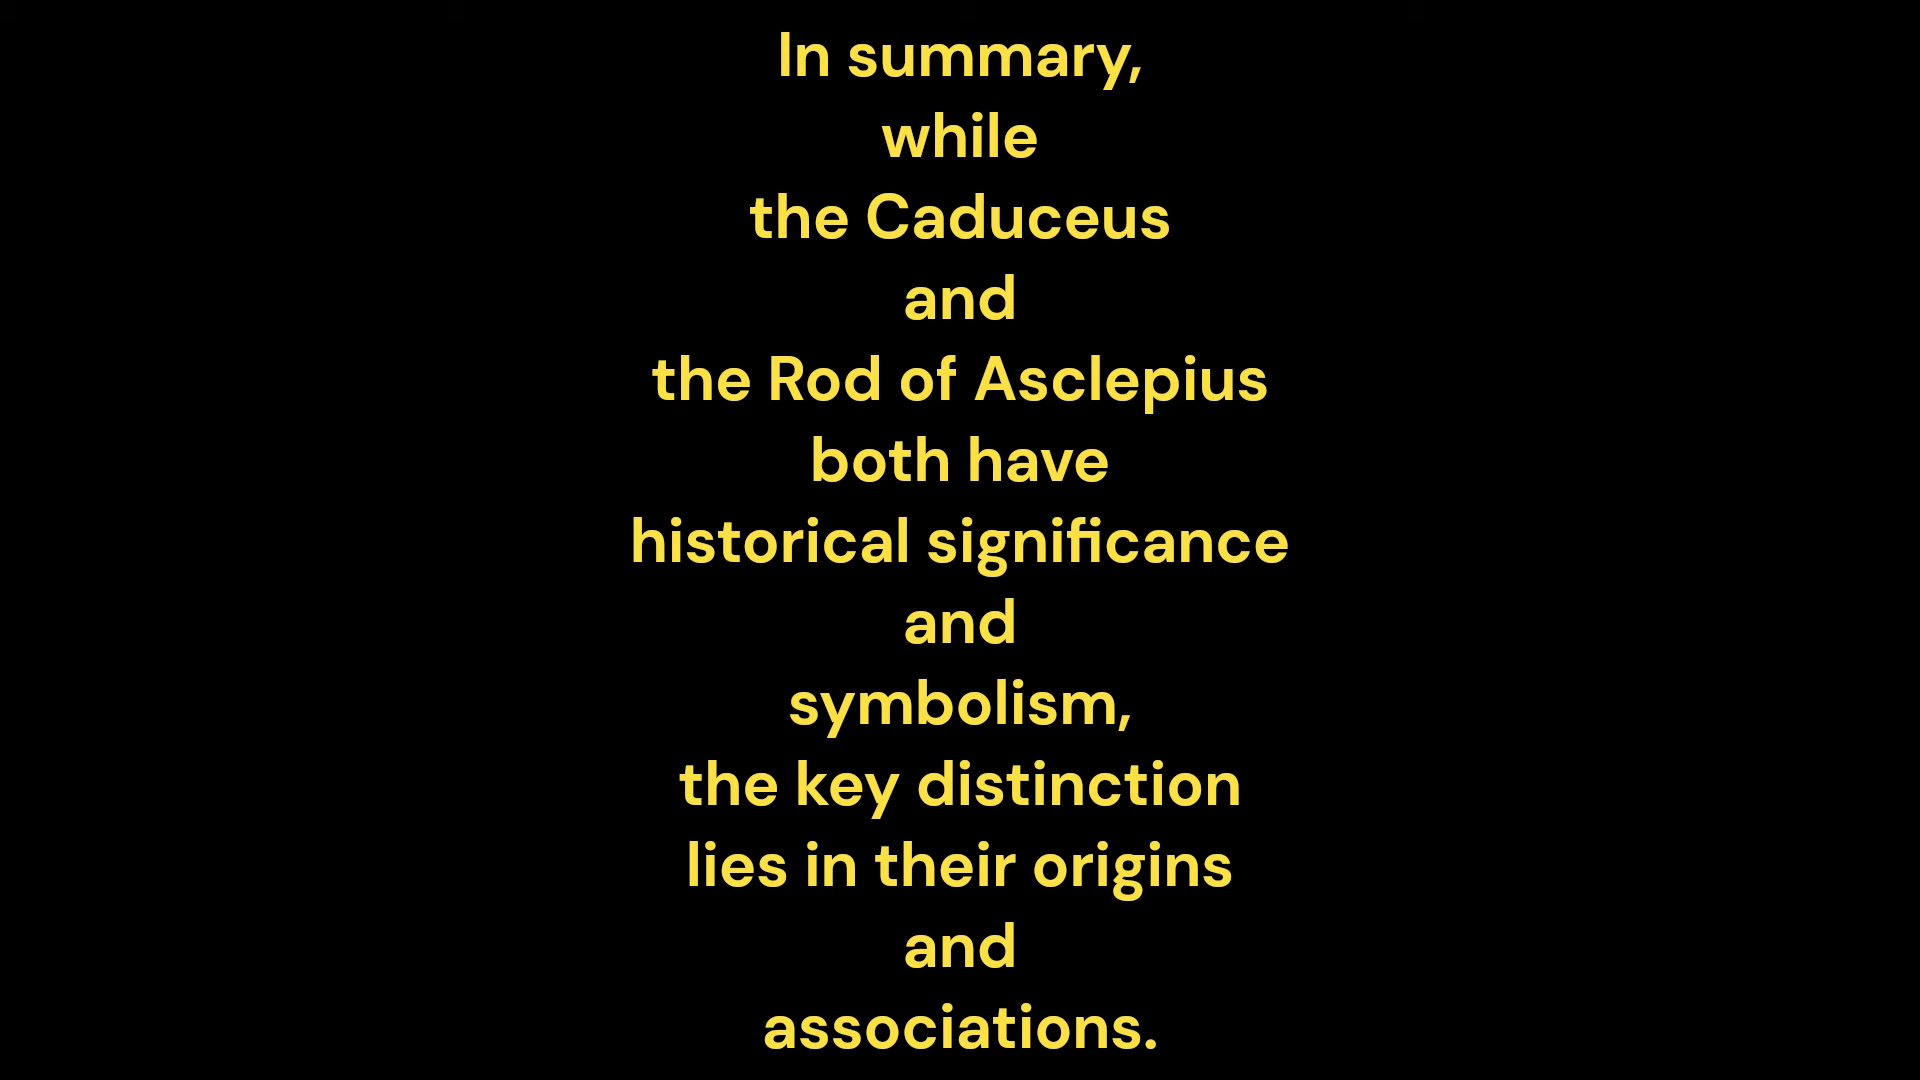 In summary,
while
the Caduceus
and
the Rod of Asclepius
both have
historical significance
and
symbolism,
the key distinction
lies in their origins
and
associations.